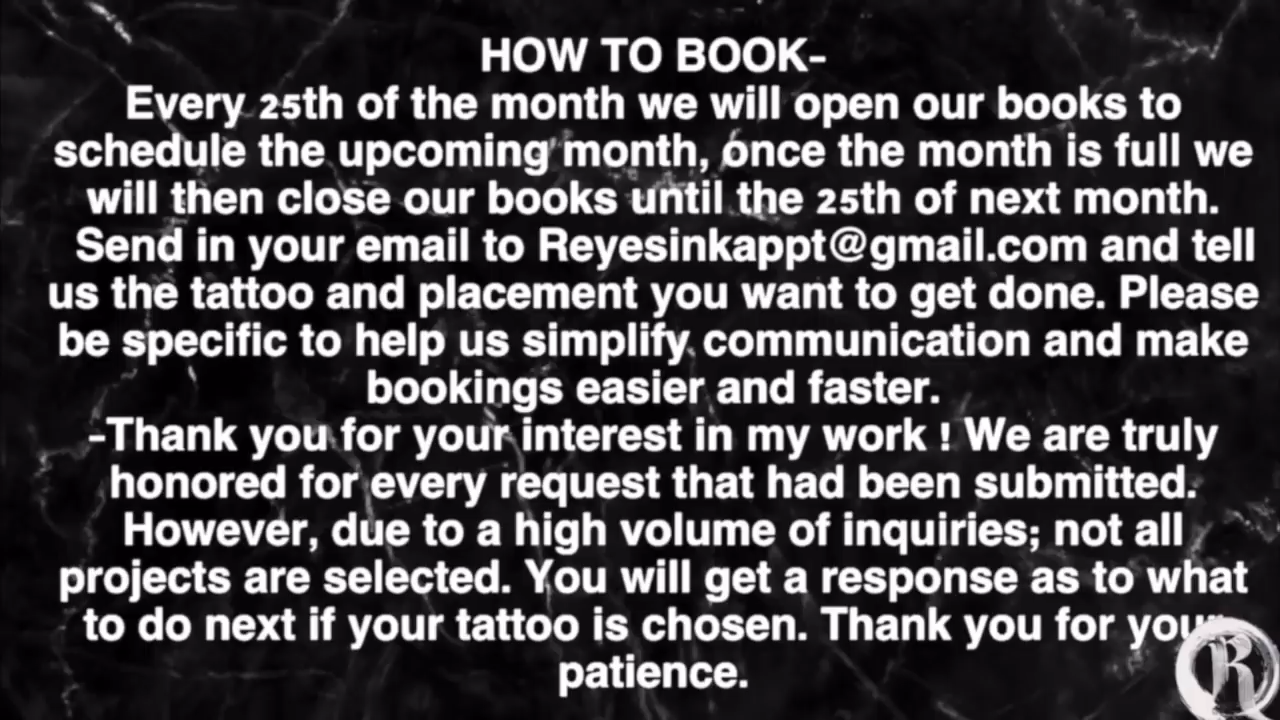 HOW TO BOOK-
Every 25th of the month we will open our books to
schedule the upcoming month, once the month is full we
will then close our books until the 25th of next month.
Send in your email to Reyesinkappt@gmail.com and tell
us the tattoo and placement you want to get done. Please
be specific to help us simplify communication and make
bookings easier and faster.
-Thank you for your interest in my work ! We are truly
honored for every request that had been submitted.
However, due to a high volume of inquiries; not all
projects are selected. You will get a response as to what
to do next if your tattoo is chosen. Thank you for your
patience.
R